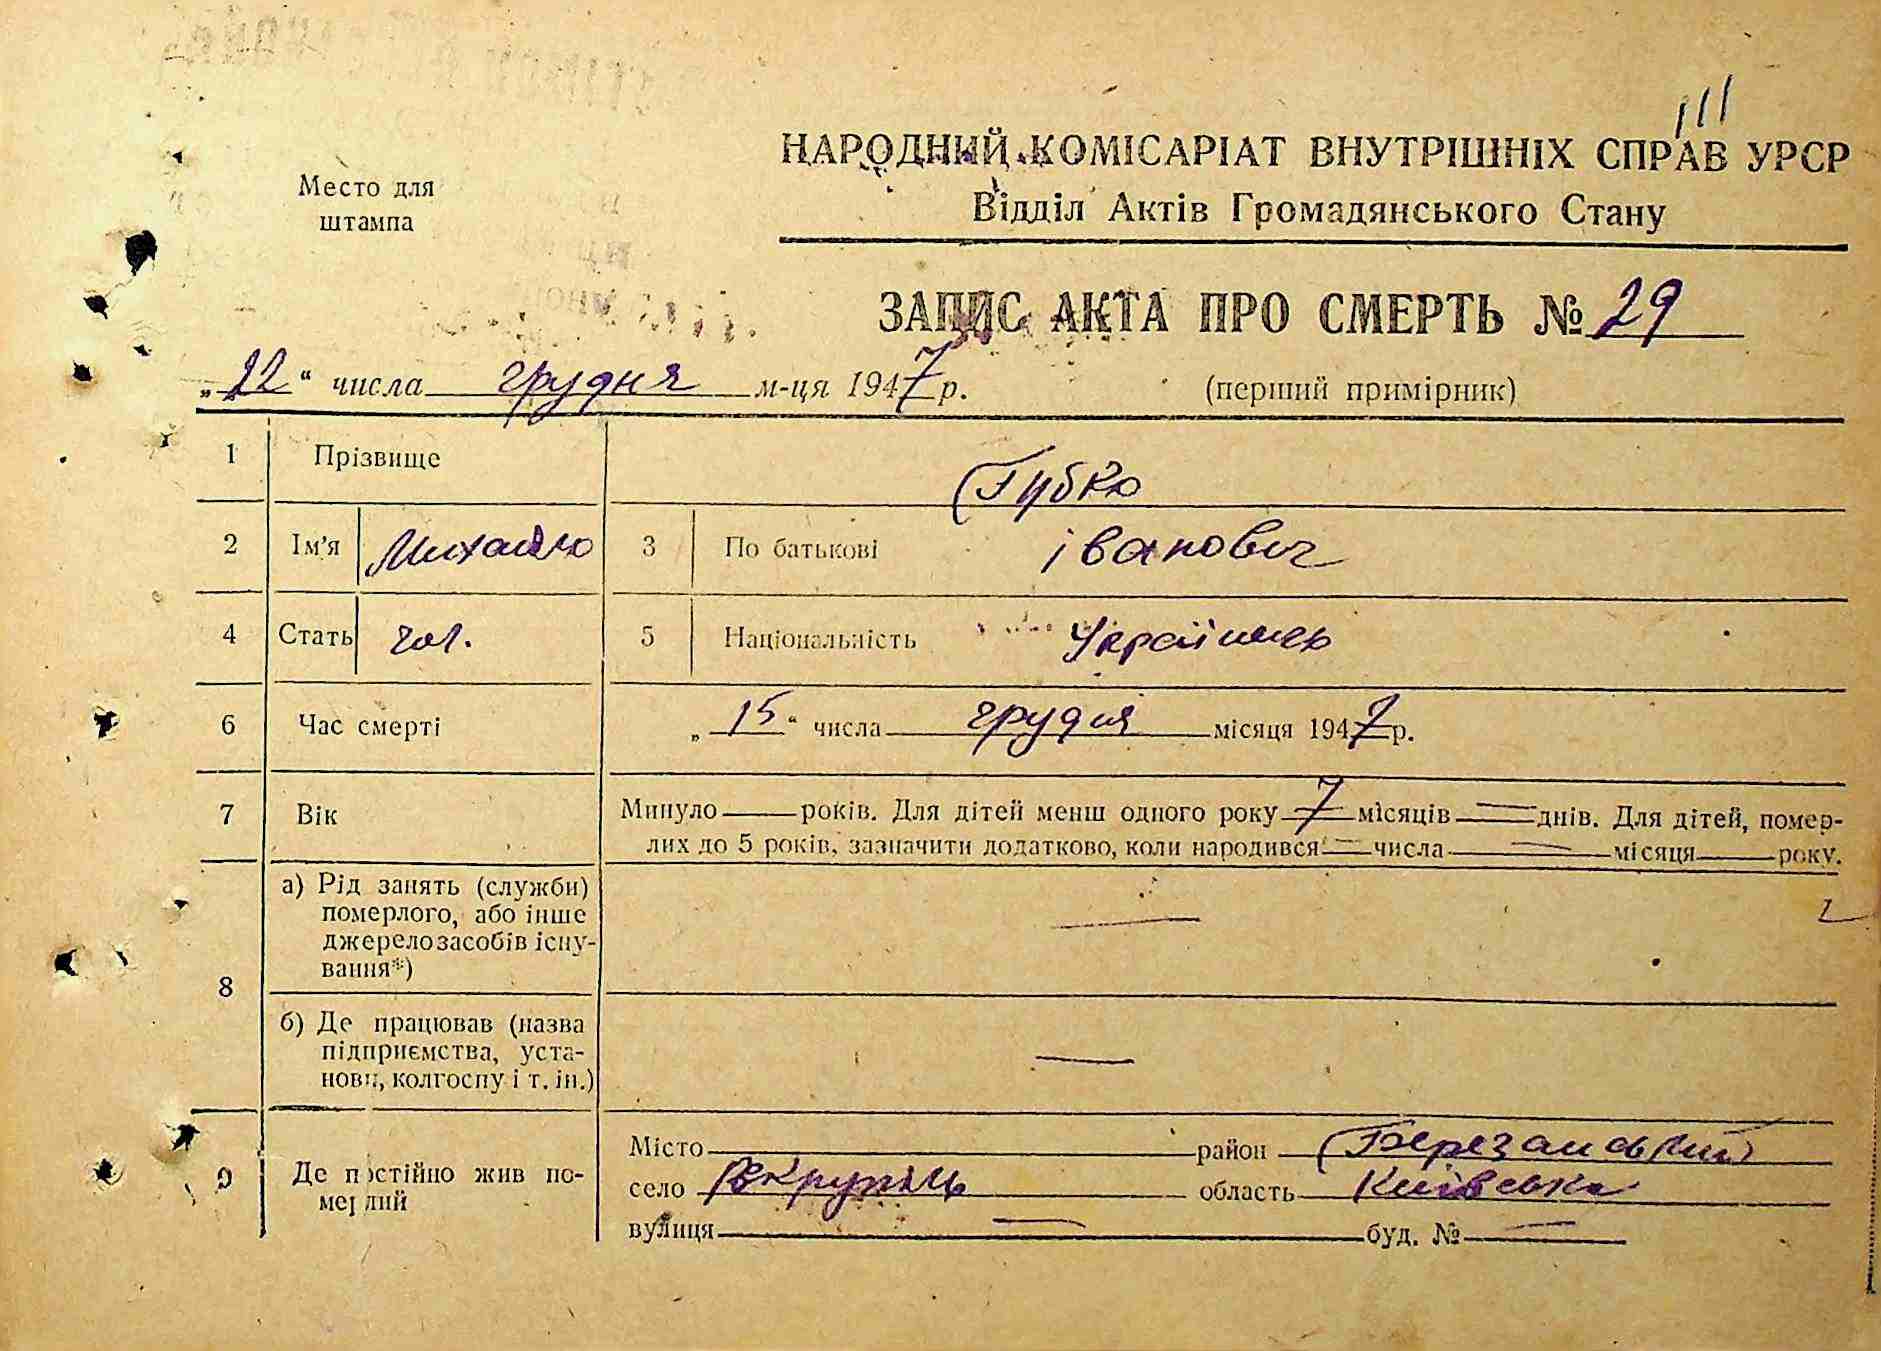 111
НАРОДНИЙ КОМІСАРІАТ ВНУТРІШНІХ СПРАВ УРСР
Место для
штампа
Відділ Актів Громадянського Стану
ЗАПИС АКТА ПРО СМЕРТЬ № 29
„22“ числа грудня м-ця 1947 р. (перший примірник)
1 Прізвище Губко
2 Ім'я Михайло 3 По батькові Іванович
4 Стать чол. 5 Національність Українець
6 Час смерті „15“ числа грудня місяця 1947 р.
7 Вік Минуло — років. Для дітей менш одного року 7 місяців — днів. Для дітей, помер-
лих до 5 років, зазначити додатково, коли народився — числа — місяця — року.
8 а) Рід занять (служби)
померлого, або інше
джерело засобів існу-
вання*) —
б) Де працював (назва
підприємства, уста-
нови, колгоспу і т. ін.) —
9 Де постійно жив по-
мерлий
Місто район Березанський
село область Київська
вулиця — буд. № —